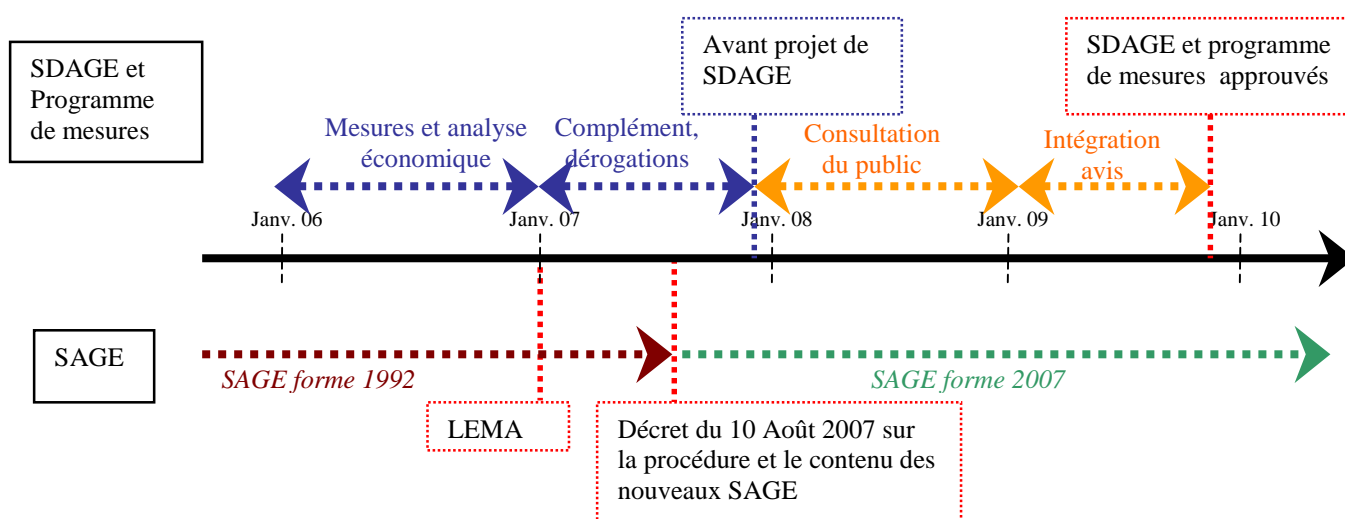 SDAGE et
Programme
de mesures
Avant projet de
SDAGE
SDAGE et programme
de mesures approuvés
Mesures et analyse
économique
Complément,
dérogations
Consultation
du public
Intégration
avis
Janv. 06
Janv. 07
Janv. 08
Janv. 09
Janv. 10
SAGE
SAGE forme 1992
SAGE forme 2007
LEMA
Décret du 10 Août 2007 sur
la procédure et le contenu des
nouveaux SAGE